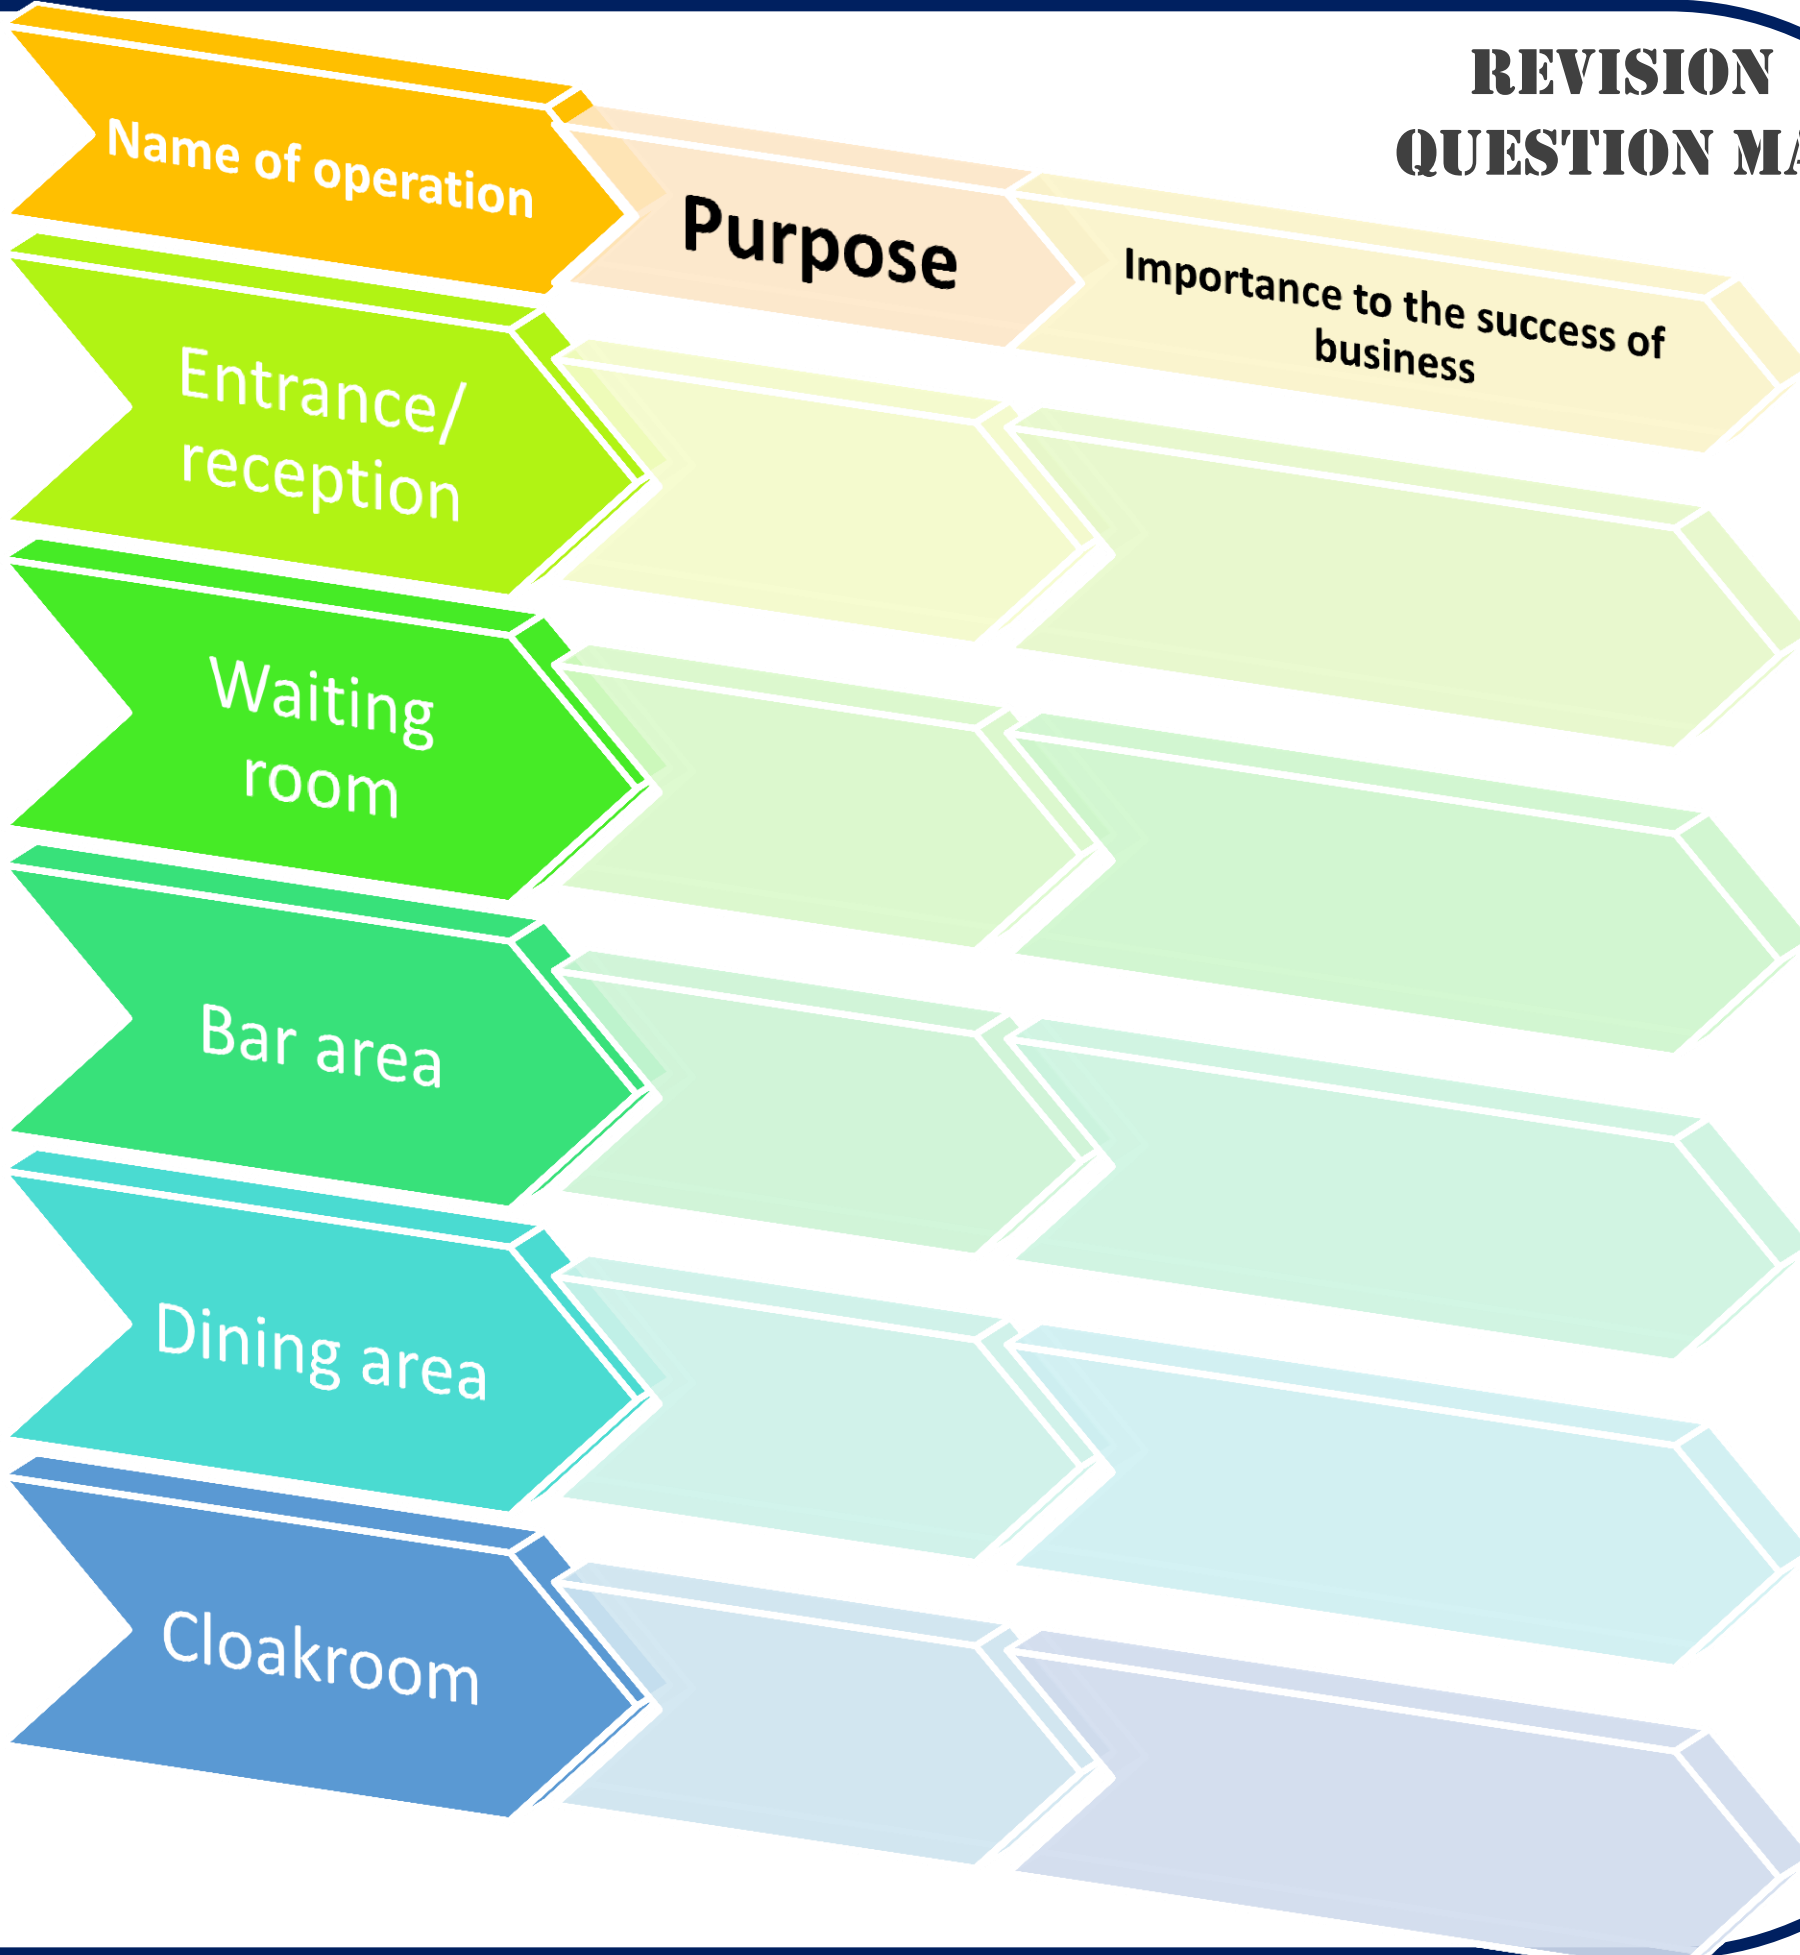 REVISION
QUESTION MA
Name of operation
Purpose
Importance to the success of
business
Entrance/
reception
Waiting
room
Bar area
Dining area
Cloakroom